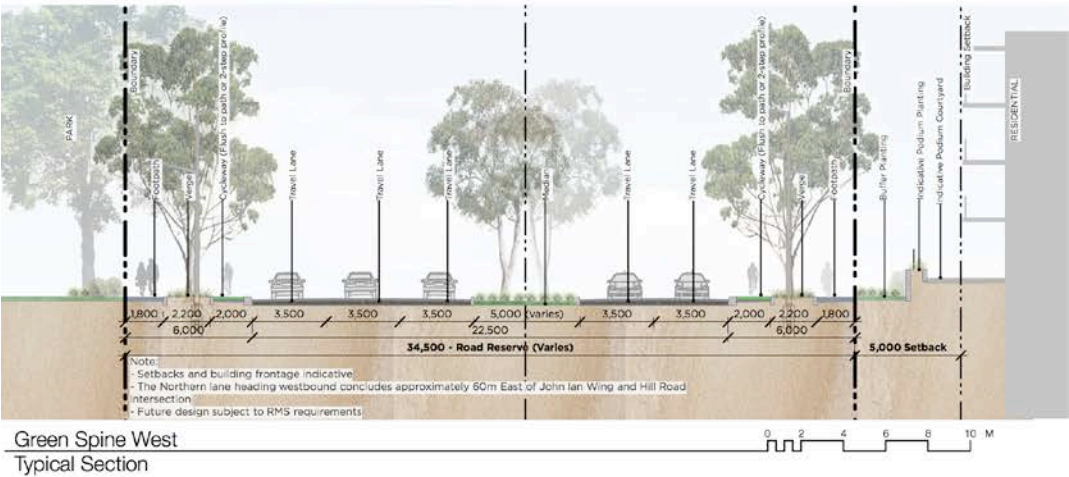 PARK
Boundary
Footpath
Verge
Cycleway (Flush to path or 2-step profile)
Travel Lane
Travel Lane
Travel Lane
Median
Travel Lane
Travel Lane
Cycleway (Flush to path or 2-step profile)
Verge
Footpath
Boundary
Buffer Planting
Indicative Podium Planting
Indicative Podium Courtyard
Building Setback
RESIDENTIAL
1,800 2,200 2,000 3,500 3,500 3,500 5,000 (varies) 3,500 3,500 2,000 2,200 1,800
6,000 22,500 6,000
34,500 - Road Reserve (Varies) 5,000 Setback
Note:
- Setbacks and building frontage indicative
- The Northern lane heading westbound concludes approximately 60m East of John Ian Wing and Hill Road
Intersection
- Future design subject to RMS requirements
Green Spine West
0 2 4 6 8 10 M
Typical Section